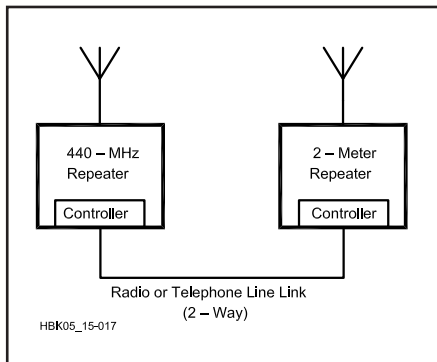 440 – MHz
Repeater
Controller
2 – Meter
Repeater
Controller
Radio or Telephone Line Link
(2 – Way)
HBK05_15-017